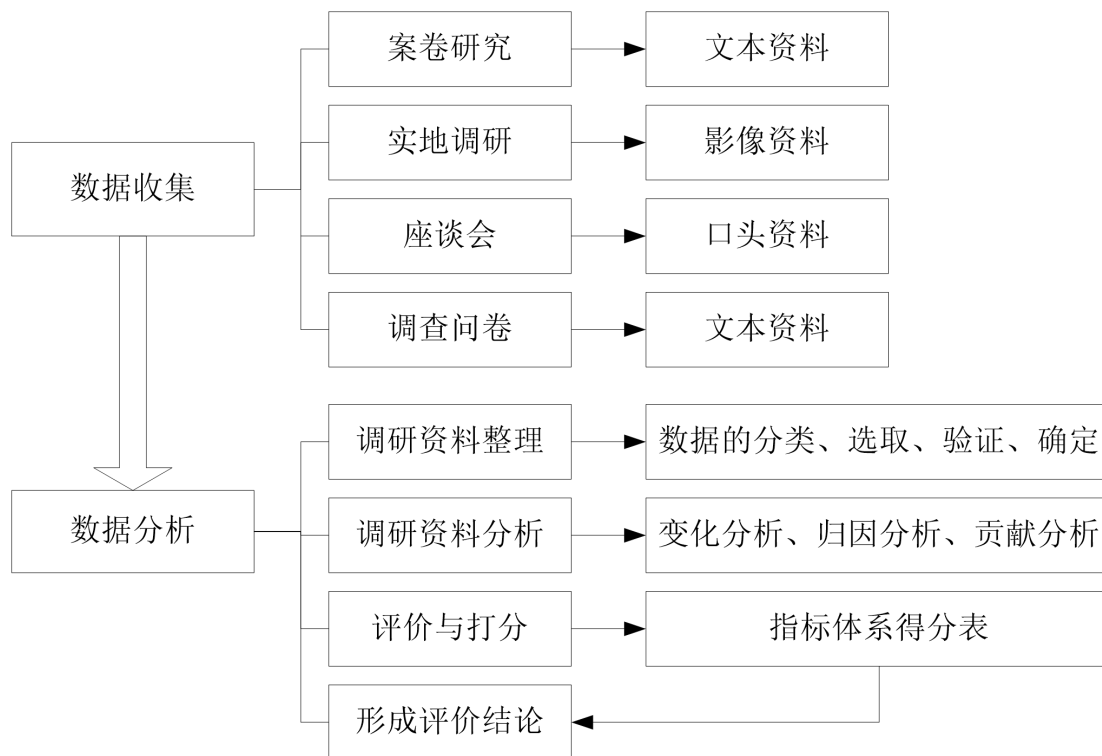 案卷研究
文本资料
实地调研
影像资料
数据收集
座谈会
口头资料
调查问卷
文本资料
调研资料整理
数据的分类、选取、验证、确定
数据分析
调研资料分析
变化分析、归因分析、贡献分析
评价与打分
指标体系得分表
形成评价结论